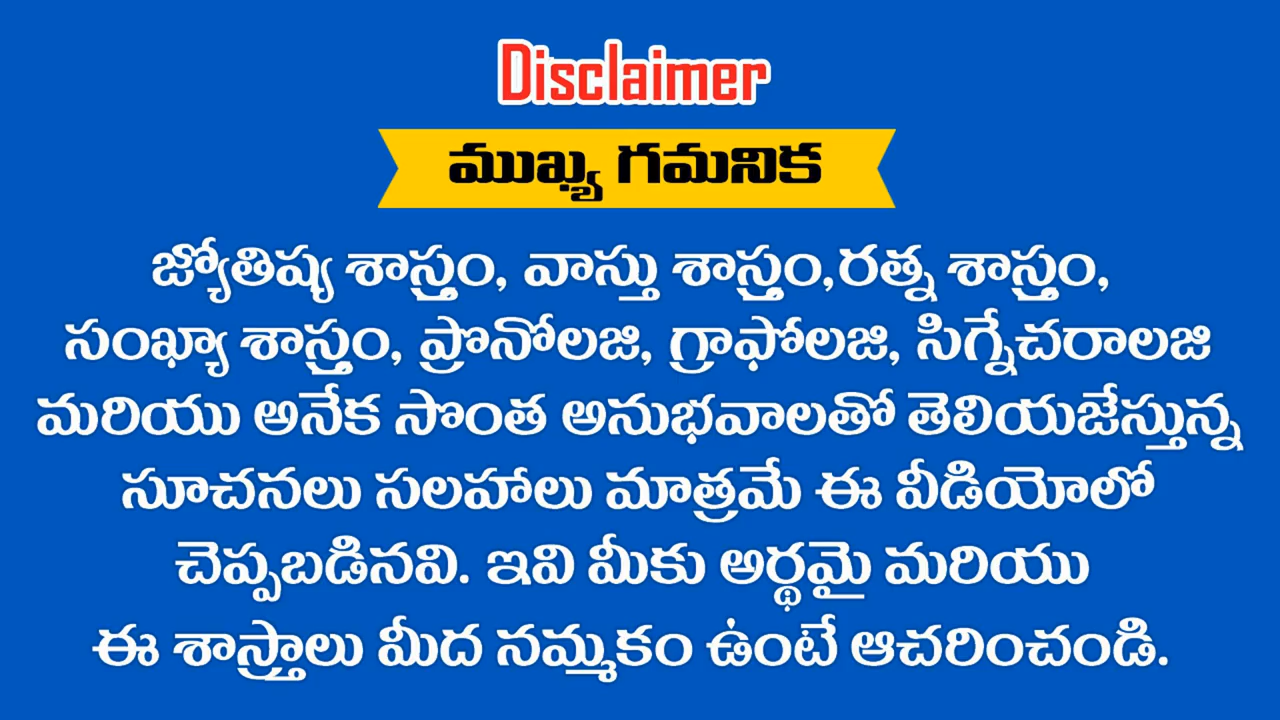 Disclaimer
ముఖ్య గమనిక
జ్యోతిష్య శాస్త్రం, వాస్తు శాస్త్రం,రత్న శాస్త్రం,
సంఖ్యా శాస్త్రం, ప్రొనోలజి, గ్రాఫోలజి, సిగ్నేచరాలజి
మరియు అనేక సొంత అనుభవాలతో తెలియజేస్తున్న
సూచనలు సలహాలు మాత్రమే ఈ వీడియోలో
చెప్పబడినవి. ఇవి మీకు అర్థమై మరియు
ఈ శాస్త్రాలు మీద నమ్మకం ఉంటే ఆచరించండి.